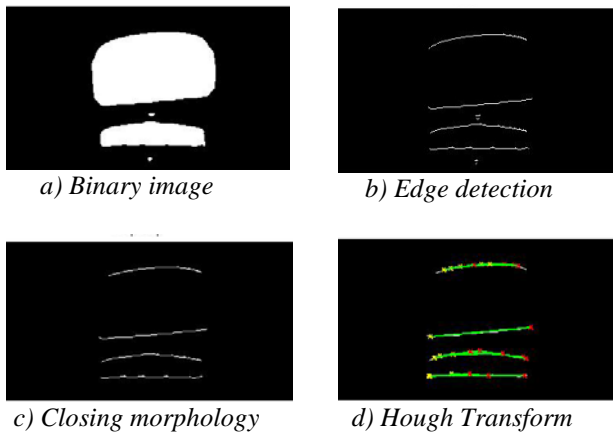 a) Binary image
b) Edge detection
c) Closing morphology
d) Hough Transform